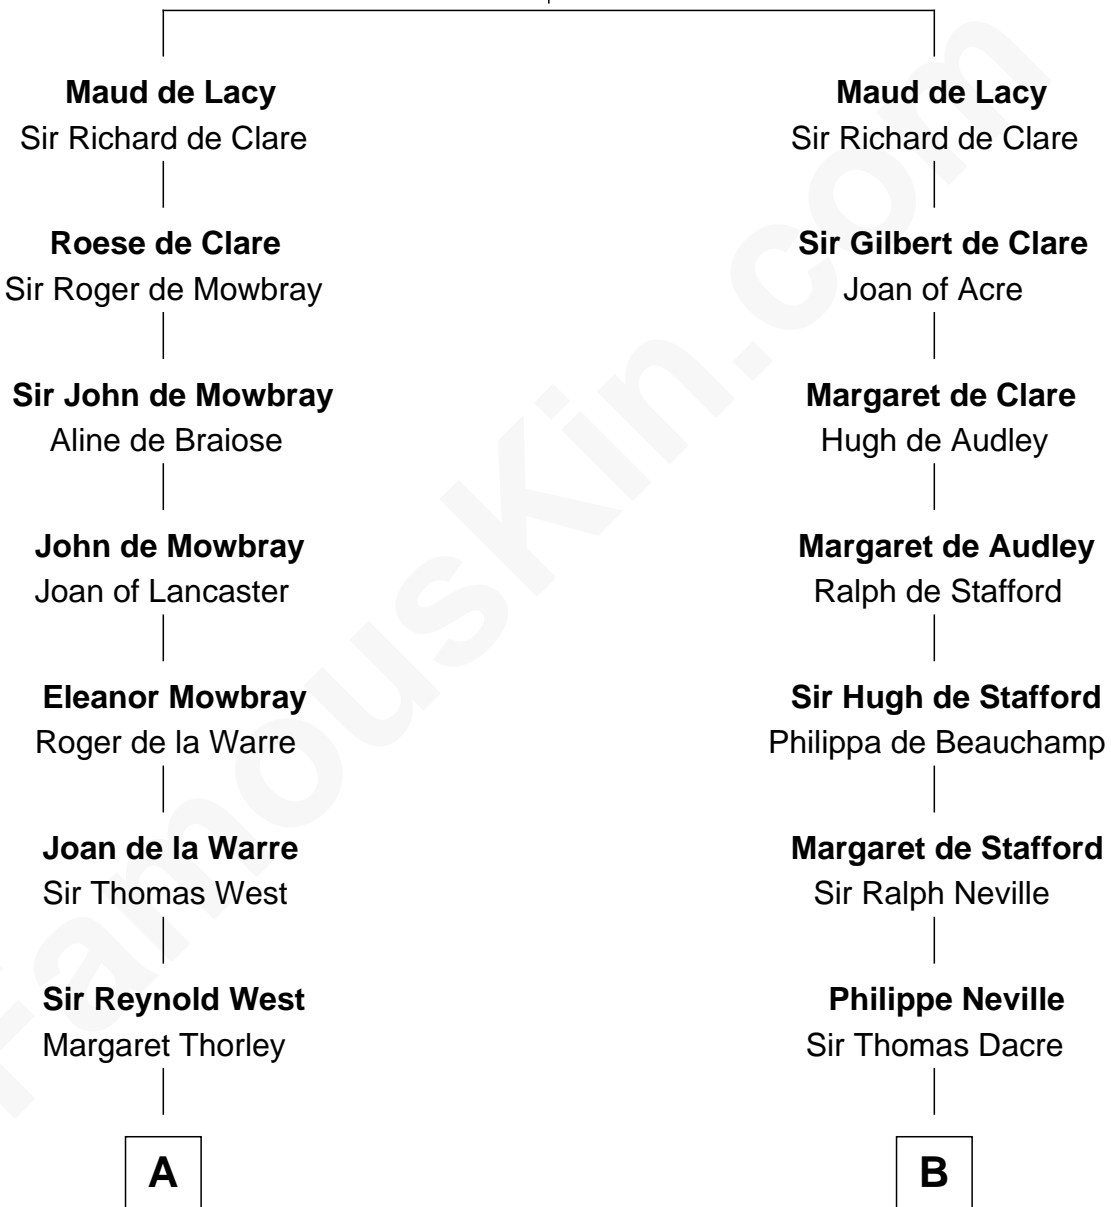 Maud de Lacy
Sir Richard de Clare
Roese de Clare
Sir Roger de Mowbray
Sir John de Mowbray
Aline de Braiose
John de Mowbray
Joan of Lancaster
Eleanor Mowbray
Roger de la Warre
Joan de la Warre
Sir Thomas West
Sir Reynold West
Margaret Thorley
A
Maud de Lacy
Sir Richard de Clare
Sir Gilbert de Clare
Joan of Acre
Margaret de Clare
Hugh de Audley
Margaret de Audley
Ralph de Stafford
Sir Hugh de Stafford
Philippa de Beauchamp
Margaret de Stafford
Sir Ralph Neville
Philippe Neville
Sir Thomas Dacre
B
FamousKin.com